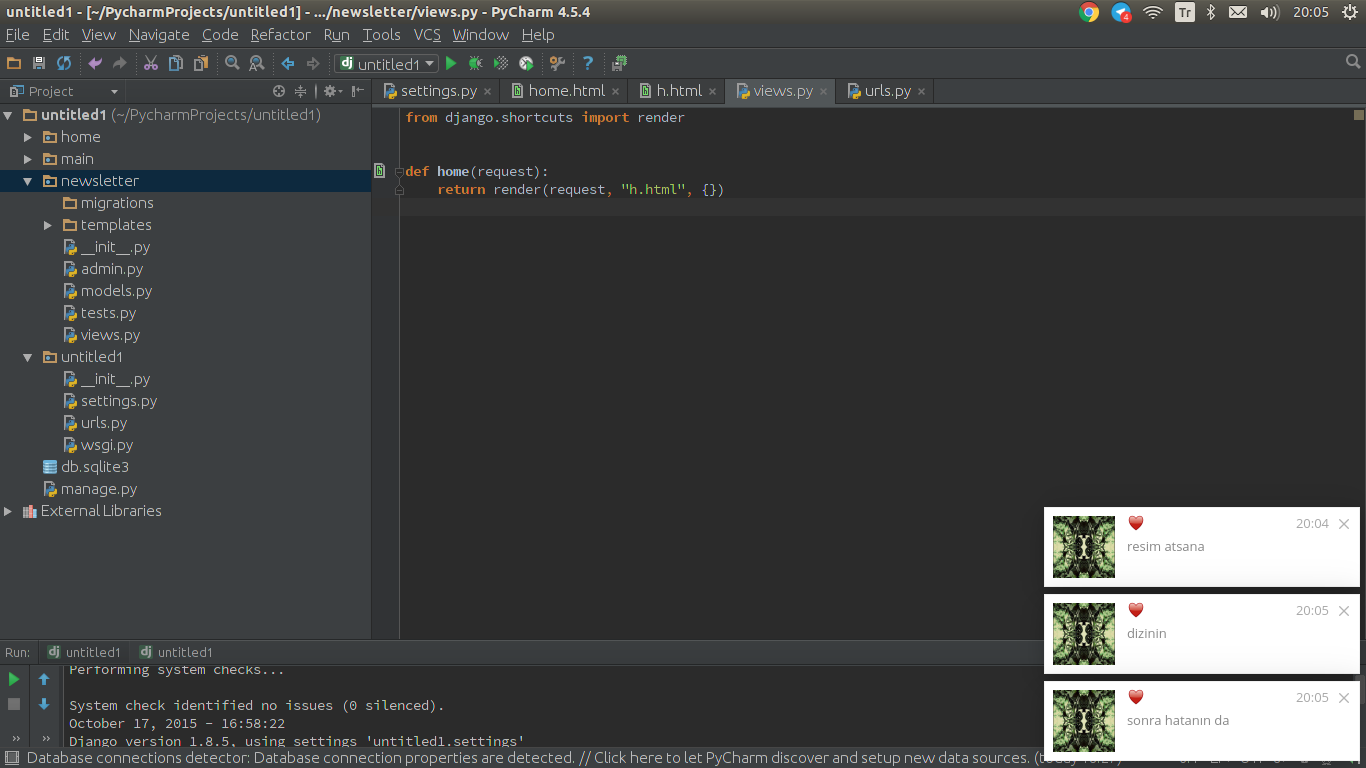 untitled1 - [~/PycharmProjects/untitled1] - .../newsletter/views.py - PyCharm 4.5.4
4
Tr
20:05
File Edit View Navigate Code Refactor Run Tools VCS Window Help
dj untitled1
?
Project
settings.py
home.html
h.html
views.py
urls.py
untitled1 (~/PycharmProjects/untitled1)
home
main
newsletter
migrations
templates
__init__.py
admin.py
models.py
tests.py
views.py
untitled1
__init__.py
settings.py
urls.py
wsgi.py
db.sqlite3
manage.py
External Libraries
from django.shortcuts import render
def home(request):
return render(request, "h.html", {})
20:04
resim atsana
20:05
dizinin
20:05
sonra hatanın da
Run: dj untitled1 dj untitled1
Performing system checks...
System check identified no issues (0 silenced).
October 17, 2015 - 16:58:22
Django version 1.8.5, using settings 'untitled1.settings'
Database connections detector: Database connection properties are detected. // Click here to let PyCharm discover and setup new data sources.